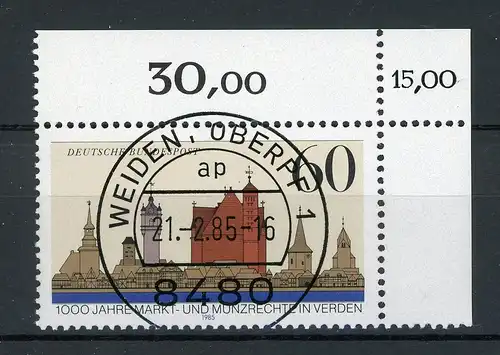 30,00
15,00
DEUTSCHE BUNDESPOST
60
WEIDEN, OBERPF 1
ap
21.-2.85-16
8480
1000 JAHRE MARKT- UND MÜNZRECHTE IN VERDEN
1985